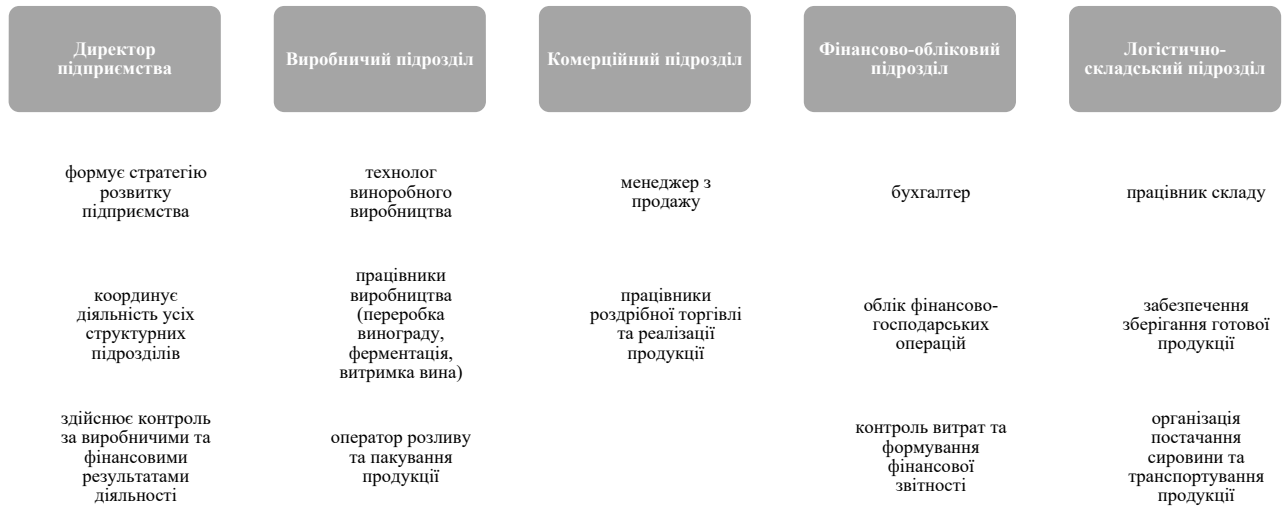 Директор
підприємства
Виробничий підрозділ
Комерційний підрозділ
Фінансово-обліковий
підрозділ
Логістично-
складський підрозділ
формує стратегію
розвитку
підприємства
технолог
виноробного
виробництва
менеджер з
продажу
бухгалтер
працівник складу
координує
діяльність усіх
структурних
підрозділів
працівники
виробництва
(переробка
винограду,
ферментація,
витримка вина)
працівники
роздрібної торгівлі
та реалізації
продукції
облік фінансово-
господарських
операцій
забезпечення
зберігання готової
продукції
здійснює контроль
за виробничими та
фінансовими
результатами
діяльності
оператор розливу
та пакування
продукції
контроль витрат та
формування
фінансової
звітності
організація
постачання
сировини та
транспортування
продукції